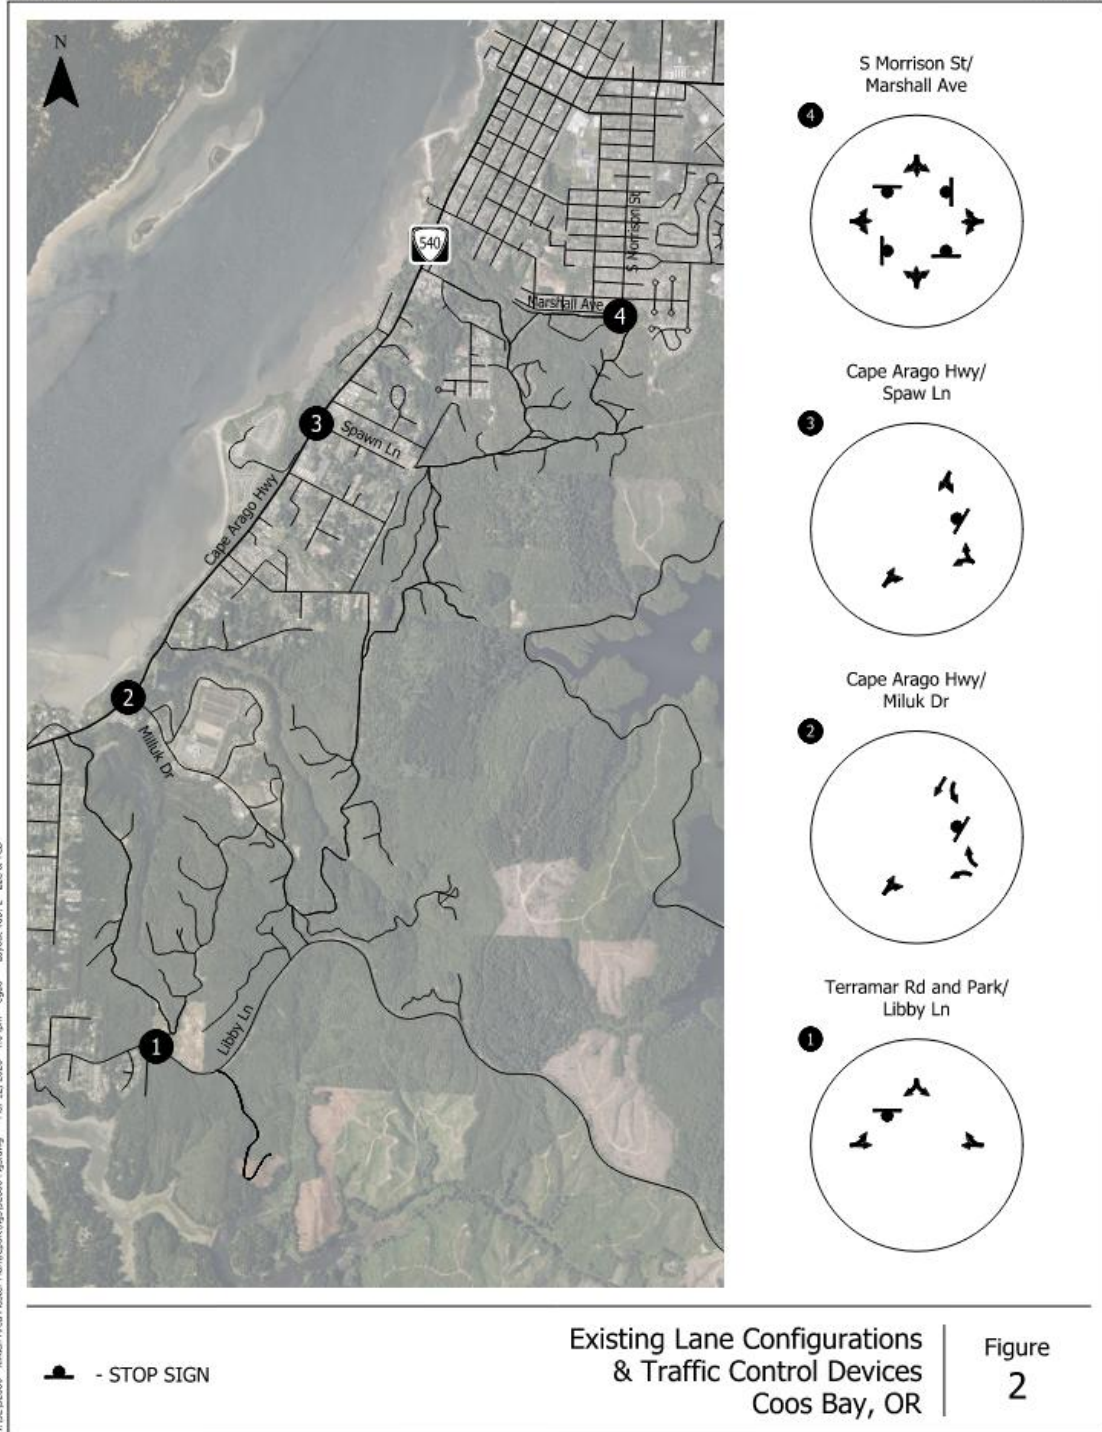 N
S Morrison St/
Marshall Ave
4
540
S Morrison St
Marshall Ave
4
Cape Arago Hwy/
Spaw Ln
3
3
Spawn Ln
Cape Arago Hwy
Cape Arago Hwy/
Miluk Dr
2
2
Milluk Dr
Terramar Rd and Park/
Libby Ln
1
1
Libby Ln
- STOP SIGN
Existing Lane Configurations
& Traffic Control Devices
Coos Bay, OR
Figure
2